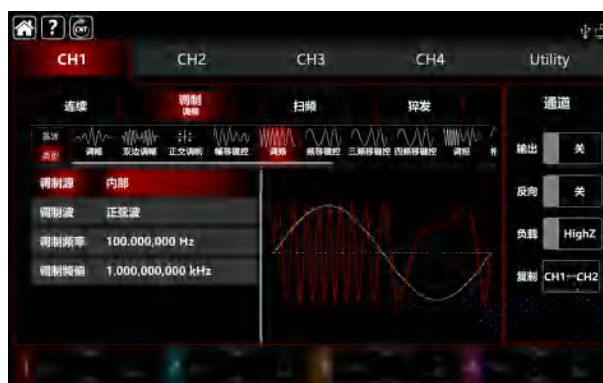 CH1 CH2 CH3 CH4 Utility
连续 调制 扫频 猝发 通道
调频
载波
类型
调幅 双边调幅 正交调幅 幅移键控 调频 频移键控 三频移键控 四频移键控 调相
输出 关
调制源 内部
反向 关
调制波 正弦波
负载 HighZ
调制频率 100.000,000 Hz
调制频偏 1.000,000,000 kHz
复制 CH1←CH2